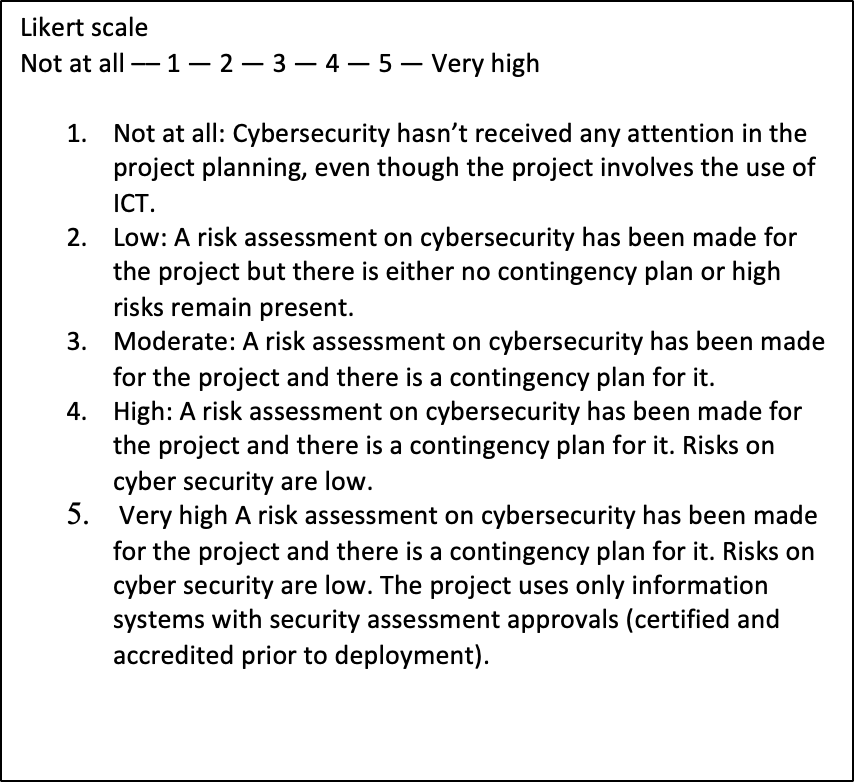 Likert scale
Not at all — 1 — 2 — 3 — 4 — 5 — Very high
1. Not at all: Cybersecurity hasn’t received any attention in the
project planning, even though the project involves the use of
ICT.
2. Low: A risk assessment on cybersecurity has been made for
the project but there is either no contingency plan or high
risks remain present.
3. Moderate: A risk assessment on cybersecurity has been made
for the project and there is a contingency plan for it.
4. High: A risk assessment on cybersecurity has been made for
the project and there is a contingency plan for it. Risks on
cyber security are low.
5. Very high A risk assessment on cybersecurity has been made
for the project and there is a contingency plan for it. Risks on
cyber security are low. The project uses only information
systems with security assessment approvals (certified and
accredited prior to deployment).